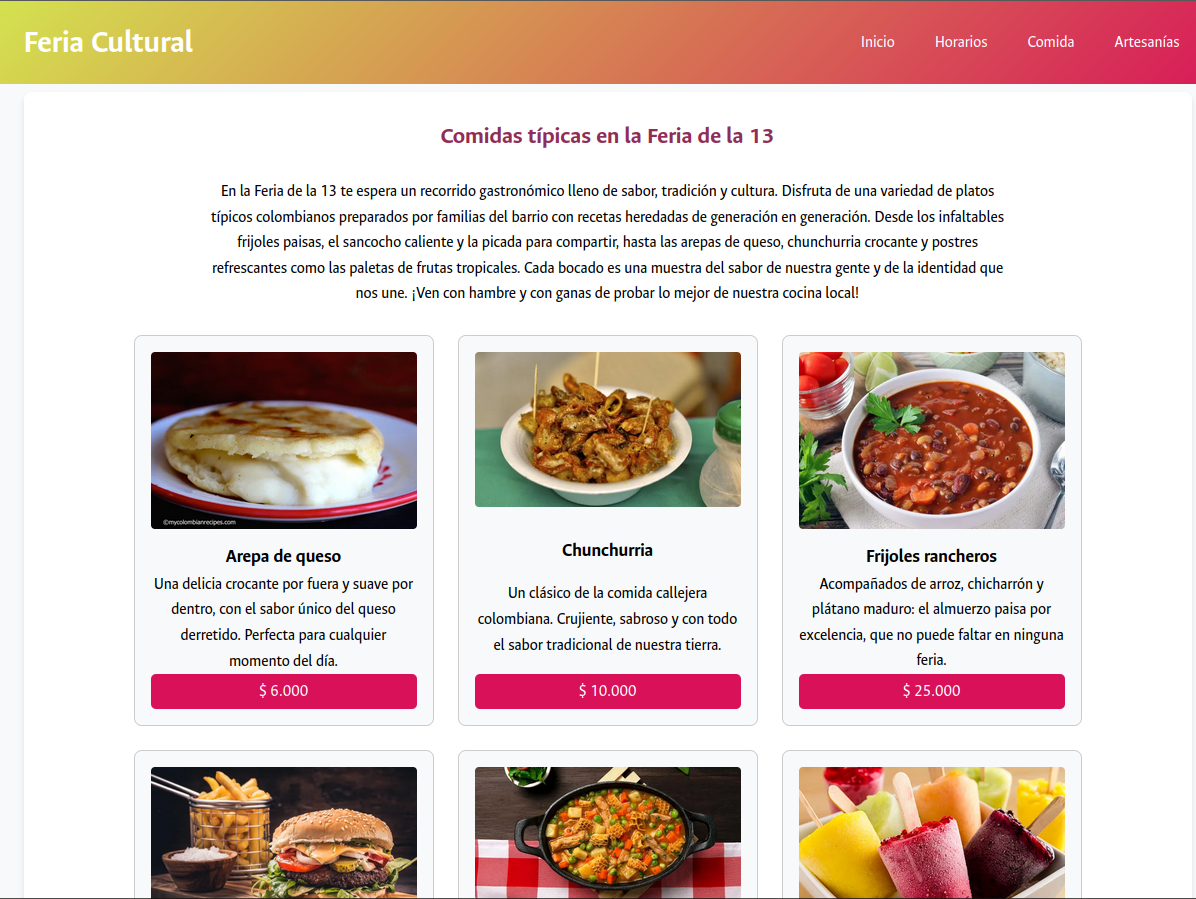 Feria Cultural
Inicio Horarios Comida Artesanías
Comidas típicas en la Feria de la 13
En la Feria de la 13 te espera un recorrido gastronómico lleno de sabor, tradición y cultura. Disfruta de una variedad de platos
típicos colombianos preparados por familias del barrio con recetas heredadas de generación en generación. Desde los infaltables
frijoles paisas, el sancocho caliente y la picada para compartir, hasta las arepas de queso, chunchurria crocante y postres
refrescantes como las paletas de frutas tropicales. Cada bocado es una muestra del sabor de nuestra gente y de la identidad que
nos une. ¡Ven con hambre y con ganas de probar lo mejor de nuestra cocina local!
©mycolombianrecipes.com
Arepa de queso
Una delicia crocante por fuera y suave por
dentro, con el sabor único del queso
derretido. Perfecta para cualquier
momento del día.
$ 6.000
Chunchurria
Un clásico de la comida callejera
colombiana. Crujiente, sabroso y con todo
el sabor tradicional de nuestra tierra.
$ 10.000
Frijoles rancheros
Acompañados de arroz, chicharrón y
plátano maduro: el almuerzo paisa por
excelencia, que no puede faltar en ninguna
feria.
$ 25.000